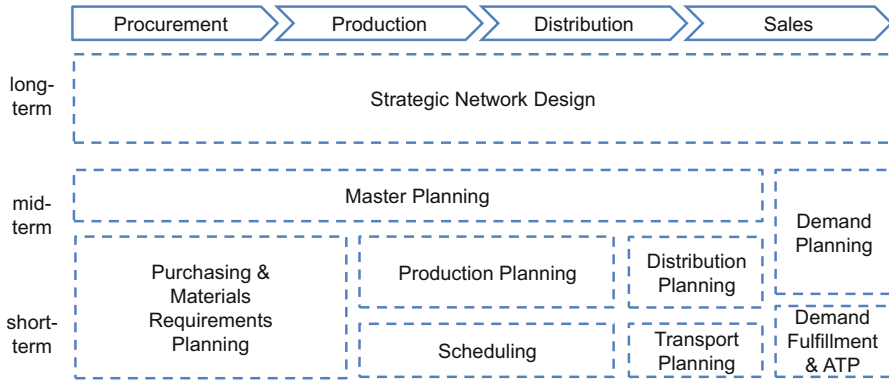 Procurement
Production
Distribution
Sales
long-
term
Strategic Network Design
mid-
term
Master Planning
Demand
Planning
Purchasing &
Materials
Requirements
Planning
Production Planning
Distribution
Planning
short-
term
Scheduling
Transport
Planning
Demand
Fulfillment
& ATP